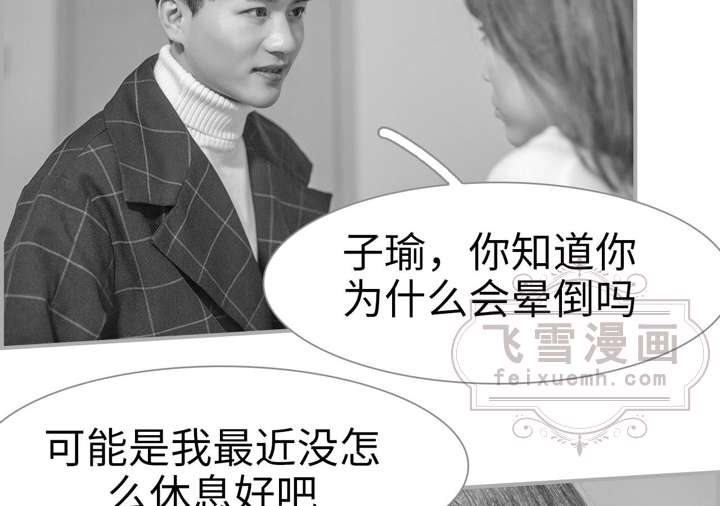 子瑜，你知道你
为什么会晕倒吗
飞雪漫画
feixuemh.com
可能是我最近没怎
么休息好吧